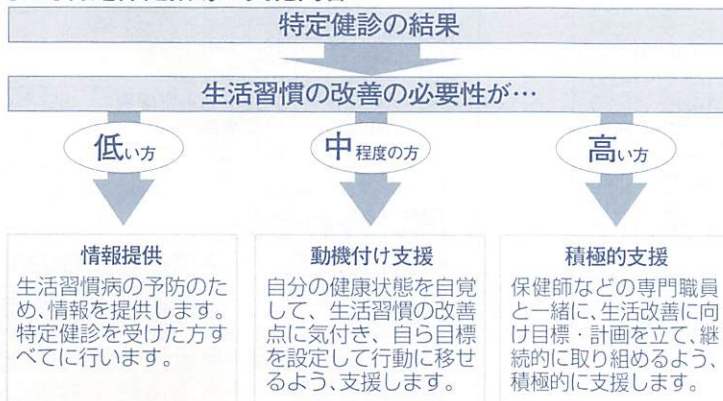 特定健診の結果
生活習慣の改善の必要性が…
低い方
中程度の方
高い方
情報提供
生活習慣病の予防のた
め、情報を提供します。
特定健診を受けた方す
べてに行います。
動機付け支援
自分の健康状態を自覚
して、生活習慣の改善
点に気付き、自ら目標
を設定して行動に移せ
るよう、支援します。
積極的支援
保健師などの専門職員
と一緒に、生活改善に向
け目標・計画を立て、継
続的に取り組めるよう、
積極的に支援します。